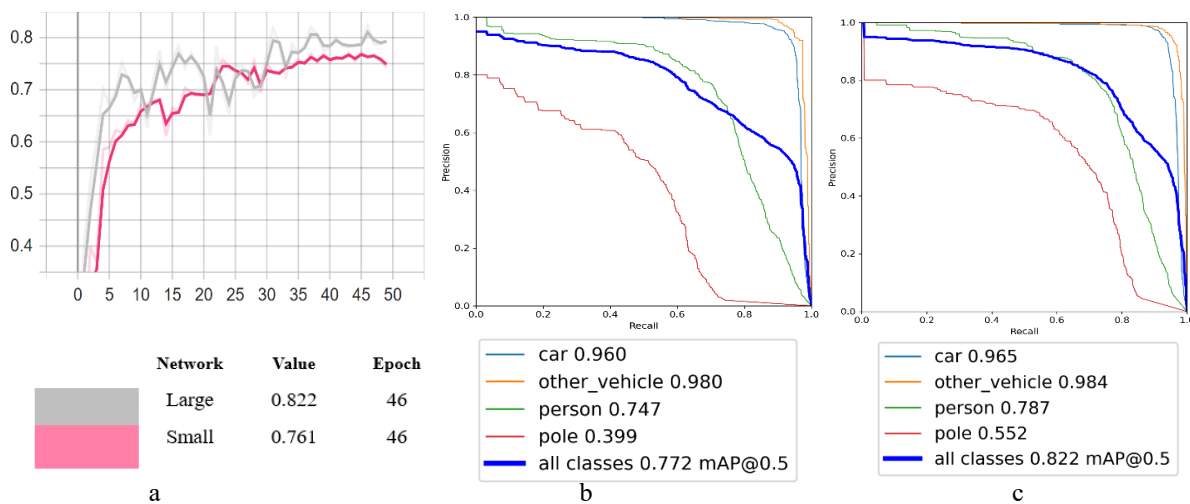 0.8
0.7
0.6
0.5
0.4
0 5 10 15 20 25 30 35 40 45 50
Network Value Epoch
Large 0.822 46
Small 0.761 46
a
1.0
0.8
0.6
0.4
0.2
0.0
Precision
0.0 0.2 0.4 0.6 0.8 1.0
Recall
car 0.960
other_vehicle 0.980
person 0.747
pole 0.399
all classes 0.772 mAP@0.5
b
1.0
0.8
0.6
0.4
0.2
0.0
Precision
0.0 0.2 0.4 0.6 0.8 1.0
Recall
car 0.965
other_vehicle 0.984
person 0.787
pole 0.552
all classes 0.822 mAP@0.5
c